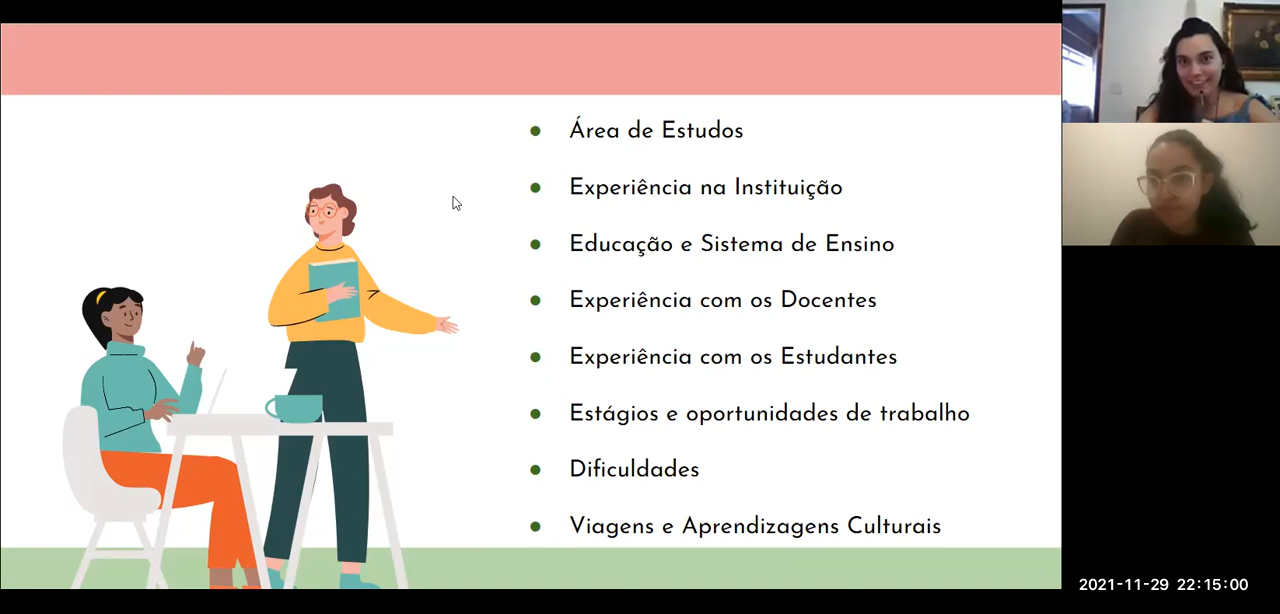 Área de Estudos
Experiência na Instituição
Educação e Sistema de Ensino
Experiência com os Docentes
Experiência com os Estudantes
Estágios e oportunidades de trabalho
Dificuldades
Viagens e Aprendizagens Culturais
2021-11-29 22:15:00